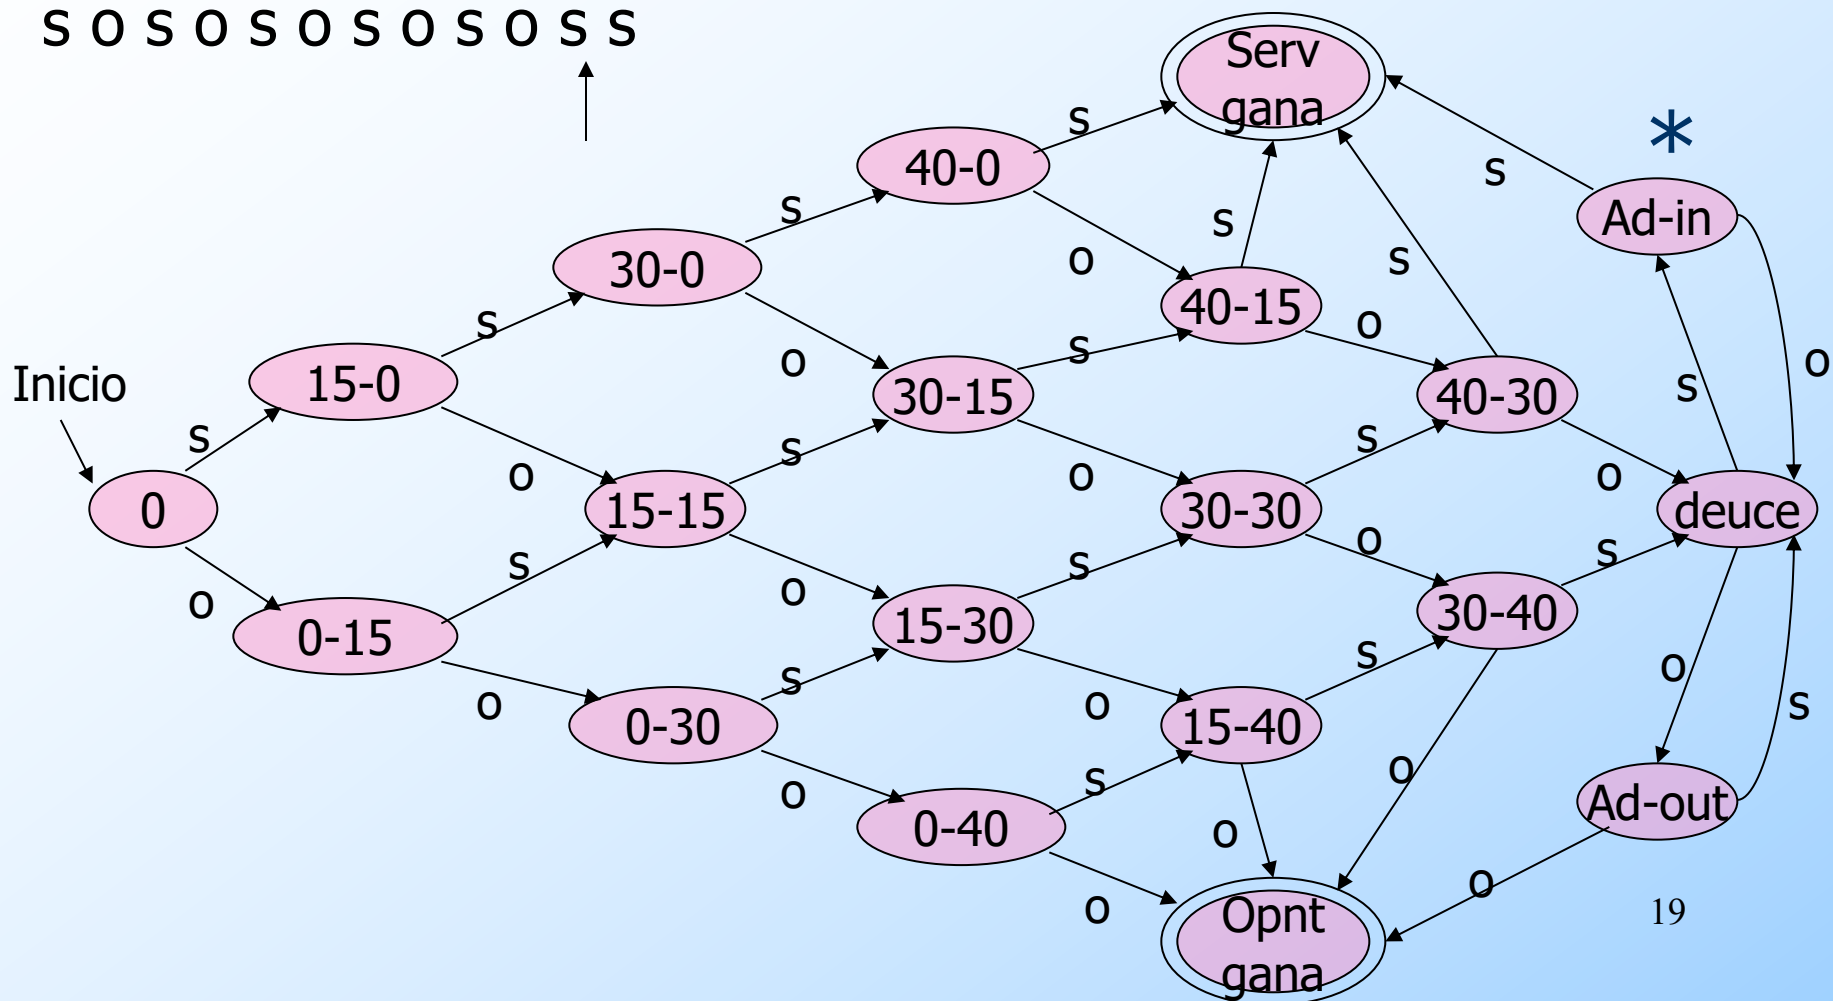 s o s o s o s o s o s s
Serv
gana
*
s
40-0
s
Ad-in
s
s
30-0
o
s
40-15
s
o
o
s
Inicio
15-0
o
s
30-15
40-30
s
s
s
s
o
o
o
0
15-15
30-30
deuce
s
o
s
o
s
o
0-15
15-30
30-40
s
s
o
s
o
o
0-30
15-40
o
s
o
s
o
Ad-out
0-40
o
o
o
Opnt
gana
19